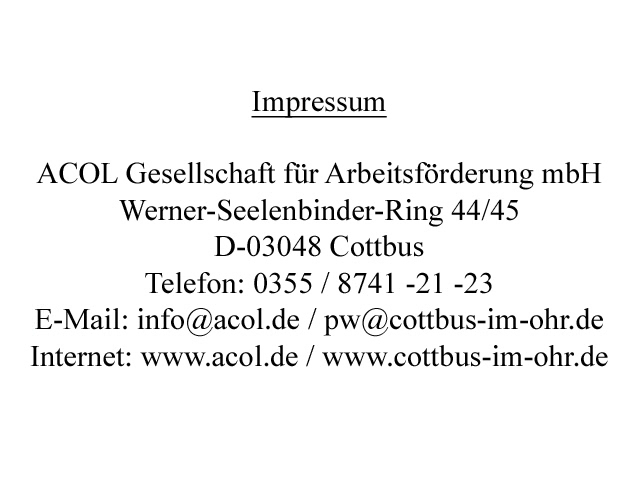 Impressum
ACOL Gesellschaft für Arbeitsförderung mbH
Werner-Seelenbinder-Ring 44/45
D-03048 Cottbus
Telefon: 0355 / 8741 -21 -23
E-Mail: info@acol.de / pw@cottbus-im-ohr.de
Internet: www.acol.de / www.cottbus-im-ohr.de